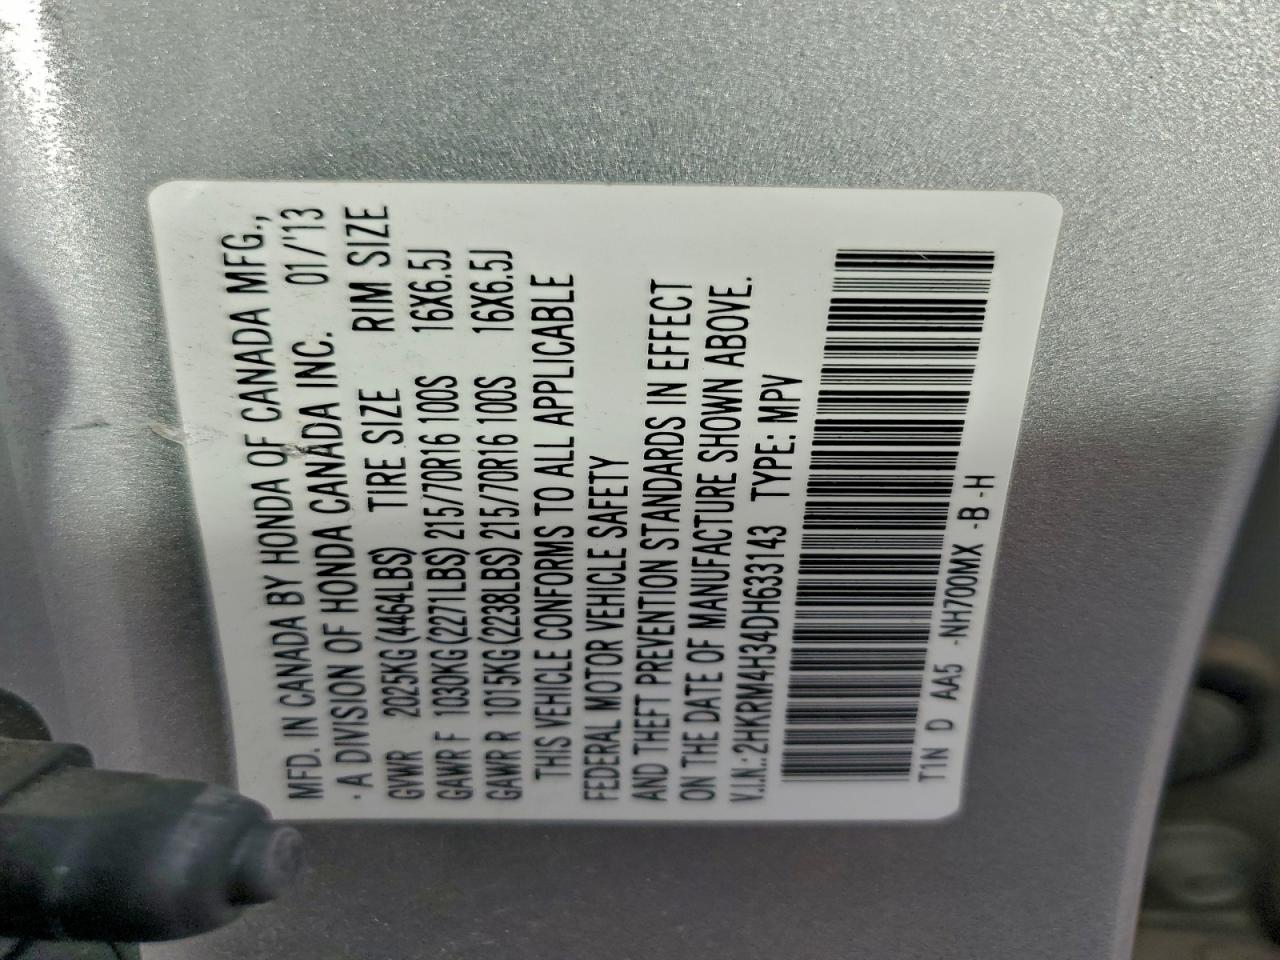 MFD. IN CANADA BY HONDA OF CANADA MFG.,
· A DIVISION OF HONDA CANADA INC. 01/'13
GVWR 2025KG(4464LBS) TIRE SIZE RIM SIZE
GAWR F 1030KG(2271LBS) 215/70R16 100S 16X6.5J
GAWR R 1015KG(2238LBS) 215/70R16 100S 16X6.5J
THIS VEHICLE CONFORMS TO ALL APPLICABLE
FEDERAL MOTOR VEHICLE SAFETY
AND THEFT PREVENTION STANDARDS IN EFFECT
ON THE DATE OF MANUFACTURE SHOWN ABOVE.
V.I.N.:2HKRM4H34DH633143 TYPE: MPV
T1N D AA5 -NH700MX -B-H